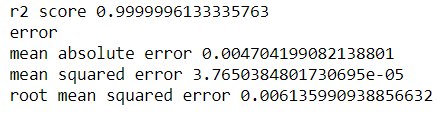 r2 score 0.9999996133335763
error
mean absolute error 0.004704199082138801
mean squared error 3.7650384801730695e-05
root mean squared error 0.006135990938856632